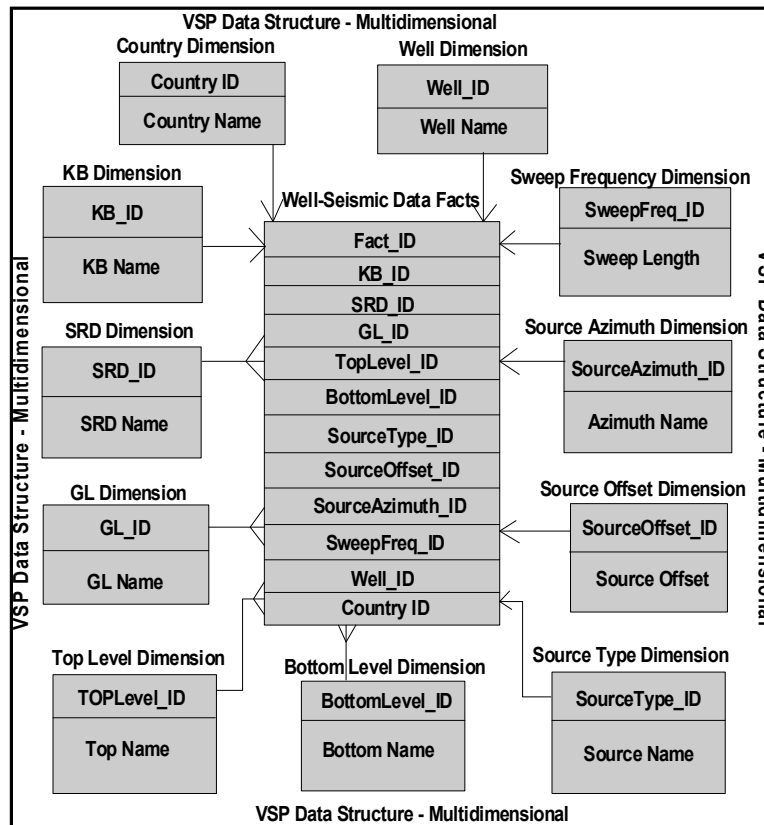 VSP Data Structure - Multidimensional
Country Dimension
Country ID
Country Name
Well Dimension
Well_ID
Well Name
KB Dimension
KB_ID
KB Name
Well-Seismic Data Facts
Fact_ID
KB_ID
SRD_ID
GL_ID
TopLevel_ID
BottomLevel_ID
SourceType_ID
SourceOffset_ID
SourceAzimuth_ID
SweepFreq_ID
Well_ID
Country ID
Sweep Frequency Dimension
SweepFreq_ID
Sweep Length
SRD Dimension
SRD_ID
SRD Name
Source Azimuth Dimension
SourceAzimuth_ID
Azimuth Name
GL Dimension
GL_ID
GL Name
Source Offset Dimension
SourceOffset_ID
Source Offset
Top Level Dimension
TOPLevel_ID
Top Name
Bottom Level Dimension
BottomLevel_ID
Bottom Name
Source Type Dimension
SourceType_ID
Source Name
VSP Data Structure - Multidimensional
VSP Data Structure - Multidimensional
VSP Data Structure - Multidimensional